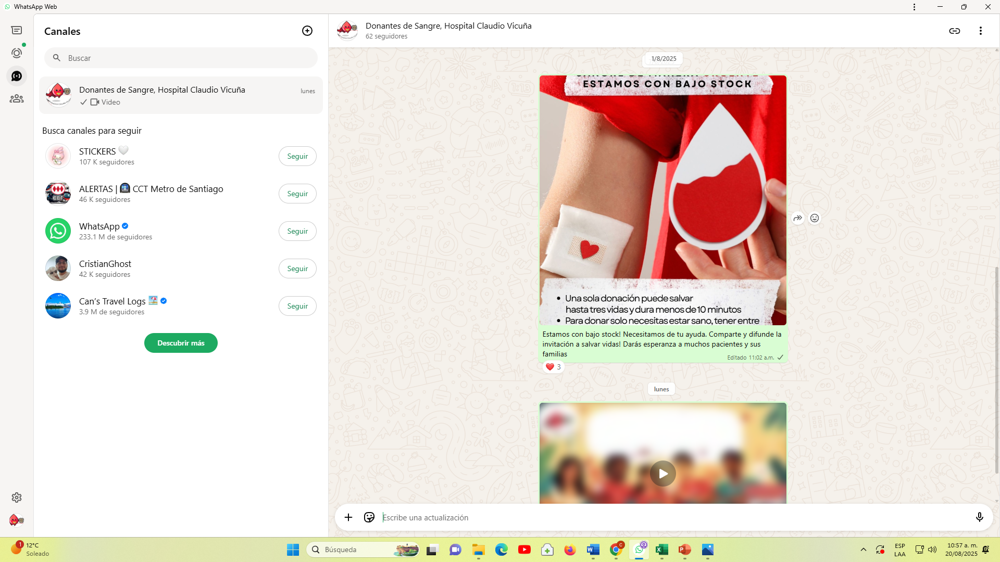 WhatsApp Web
Canales
Buscar
Donantes de Sangre, Hospital Claudio Vicuña
lunes
Video
Busca canales para seguir
STICKERS 🤍
107 K seguidores
Seguir
ALERTAS | 🚇 CCT Metro de Santiago
46 K seguidores
Seguir
WhatsApp
233.1 M de seguidores
Seguir
CristianGhost
42 K seguidores
Seguir
Can's Travel Logs 🏖️
3.9 M de seguidores
Seguir
Descubrir más
Donantes de Sangre, Hospital Claudio Vicuña
62 seguidores
1/8/2025
ESTAMOS CON BAJO STOCK
• Una sola donación puede salvar
hasta tres vidas y dura menos de 10 minutos
• Para donar solo necesitas estar sano, tener entre
Estamos con bajo stock! Necesitamos de tu ayuda. Comparte y difunde la
invitación a salvar vidas! Darás esperanza a muchos pacientes y sus
familias
Editado 11:02 a.m.
❤️ 3
lunes
Escribe una actualización
1
12°C
Soleado
Búsqueda
ESP
LAA
10:57 a. m.
20/08/2025